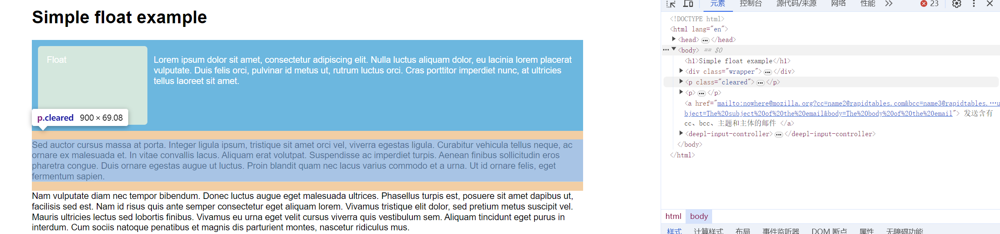 Simple float example
Float
Lorem ipsum dolor sit amet, consectetur adipiscing elit. Nulla luctus aliquam dolor, eu lacinia lorem placerat
vulputate. Duis felis orci, pulvinar id metus ut, rutrum luctus orci. Cras porttitor imperdiet nunc, at ultricies
tellus laoreet sit amet.
p.cleared 900 × 69.08
Sed auctor cursus massa at porta. Integer ligula ipsum, tristique sit amet orci vel, viverra egestas ligula. Curabitur vehicula tellus neque, ac
ornare ex malesuada et. In vitae convallis lacus. Aliquam erat volutpat. Suspendisse ac imperdiet turpis. Aenean finibus sollicitudin eros
pharetra congue. Duis ornare egestas augue ut luctus. Proin blandit quam nec lacus varius commodo et a urna. Ut id ornare felis, eget
fermentum sapien.
Nam vulputate diam nec tempor bibendum. Donec luctus augue eget malesuada ultrices. Phasellus turpis est, posuere sit amet dapibus ut,
facilisis sed est. Nam id risus quis ante semper consectetur eget aliquam lorem. Vivamus tristique elit dolor, sed pretium metus suscipit vel.
Mauris ultricies lectus sed lobortis finibus. Vivamus eu urna eget velit cursus viverra quis vestibulum sem. Aliquam tincidunt eget purus in
interdum. Cum sociis natoque penatibus et magnis dis parturient montes, nascetur ridiculus mus.
元素 控制台 源代码/来源 网络 性能 23
<!DOCTYPE html>
<html lang="en">
<head> … </head>
<body> == $0
<h1>Simple float example</h1>
<div class="wrapper"> … </div>
<p class="cleared"> … </p>
<p> … </p>
<a href="mailto:nowhere@mozilla.org?cc=name2@rapidtables.com&bcc=name3@rapidtables.…u
bject=The%20subject%20of%20the%20email&body=The%20body%20of%20the%20email"> 发送含有
cc、bcc、主题和主体的邮件 </a>
<deepl-input-controller> … </deepl-input-controller>
</body>
</html>
html body
样式 计算样式 布局 事件监听器 DOM 断点 属性 无障碍功能